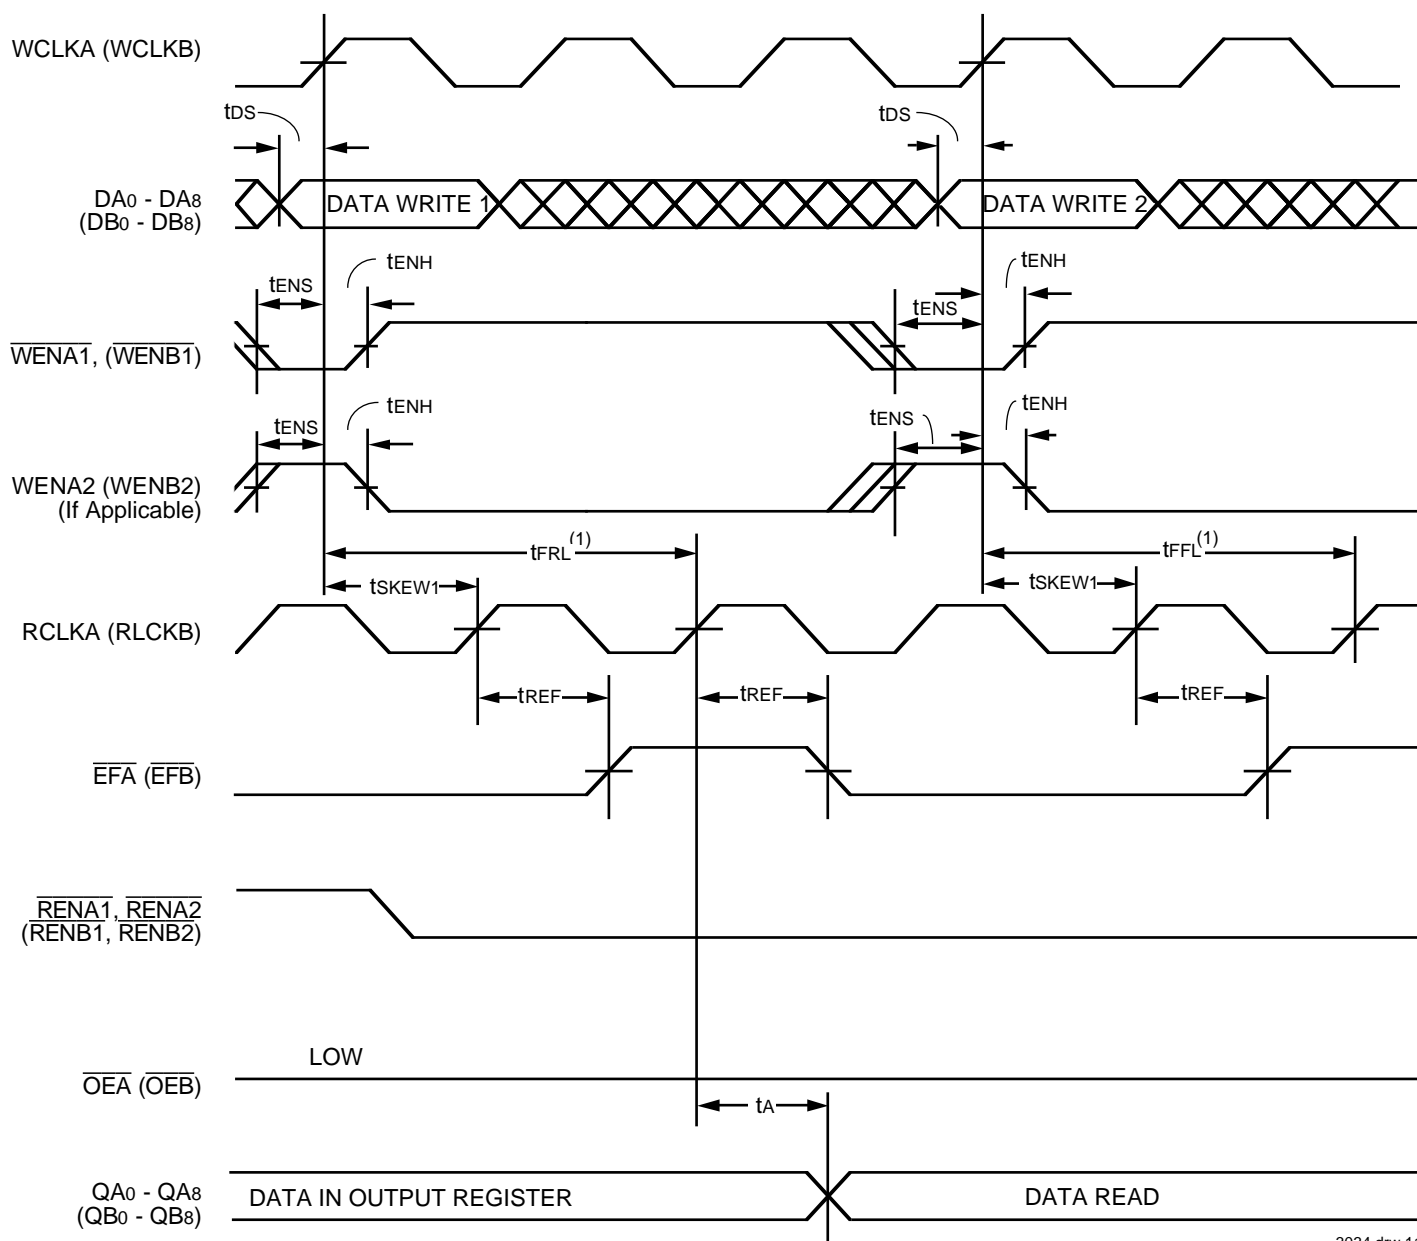 WCLKA (WCLKB)
tDS
tDS
DA0 - DA8
(DB0 - DB8)
DATA WRITE 1
DATA WRITE 2
tENS
tENH
tENS
tENH
WENA1, (WENB1)
tENS
tENH
tENS
tENH
WENA2 (WENB2)
(If Applicable)
tFRL(1)
tFFL(1)
tSKEW1
tSKEW1
RCLKA (RLCKB)
tREF
tREF
tREF
EFA (EFB)
RENA1, RENA2
(RENB1, RENB2)
LOW
OEA (OEB)
tA
QA0 - QA8
(QB0 - QB8)
DATA IN OUTPUT REGISTER
DATA READ